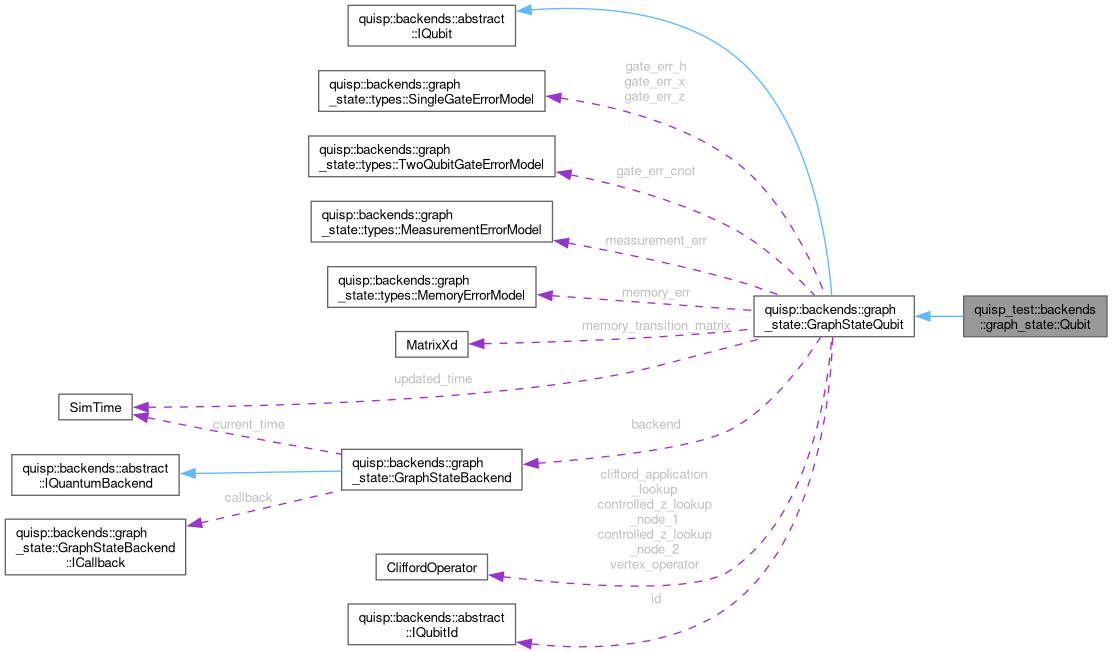 quisp::backends::abstract
::IQubit
gate_err_h
gate_err_x
gate_err_z
quisp::backends::graph
_state::types::SingleGateErrorModel
quisp::backends::graph
_state::types::TwoQubitGateErrorModel
gate_err_cnot
quisp::backends::graph
_state::types::MeasurementErrorModel
measurement_err
quisp::backends::graph
_state::types::MemoryErrorModel
memory_err
quisp::backends::graph
_state::GraphStateQubit
quisp_test::backends
::graph_state::Qubit
MatrixXd
memory_transition_matrix
updated_time
SimTime
current_time
backend
quisp::backends::abstract
::IQuantumBackend
quisp::backends::graph
_state::GraphStateBackend
callback
quisp::backends::graph
_state::GraphStateBackend
::ICallback
clifford_application
_lookup
controlled_z_lookup
_node_1
controlled_z_lookup
_node_2
vertex_operator
CliffordOperator
id
quisp::backends::abstract
::IQubitId